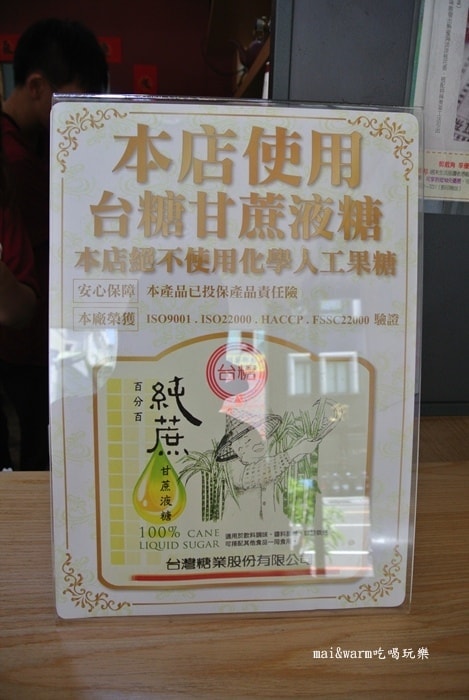 本店使用
台糖甘蔗液糖
本店絕不使用化學人工果糖
安心保障 本產品已投保產品責任險
本廠榮獲 ISO9001 . ISO22000 . HACCP . FSSC22000 驗證
台糖
百分百
純蔗
甘蔗液糖
100% CANE
LIQUID SUGAR
台灣糖業股份有限公司
mai&warm吃喝玩樂